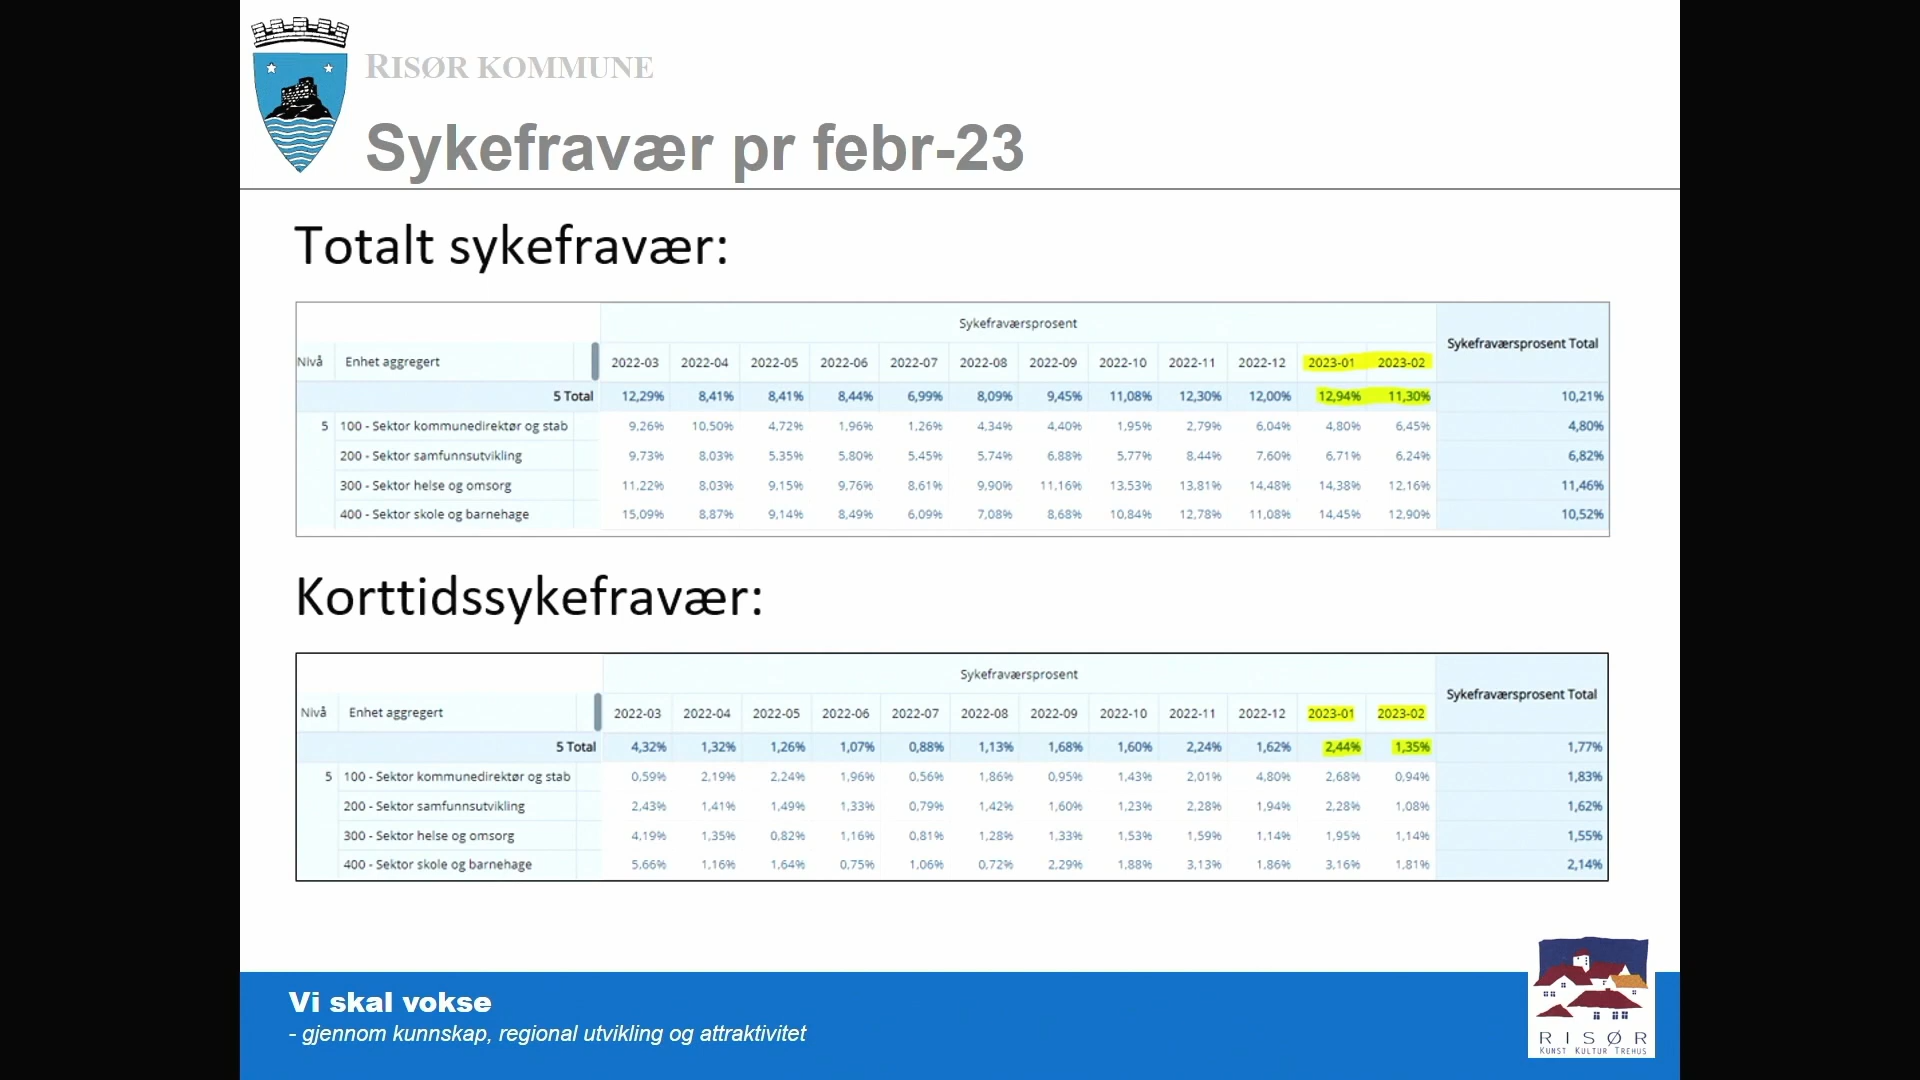 RISØR KOMMUNE
Sykefravær pr febr-23
Totalt sykefravær:
Sykefraværsprosent
Sykefraværsprosent Total
Nivå Enhet aggregert 2022-03 2022-04 2022-05 2022-06 2022-07 2022-08 2022-09 2022-10 2022-11 2022-12 2023-01 2023-02
5 Total 12,29% 8,41% 8,41% 8,44% 6,99% 8,09% 9,45% 11,08% 12,30% 12,00% 12,94% 11,30% 10,21%
5 100 - Sektor kommunedirektør og stab 9,26% 10,50% 4,72% 1,96% 1,26% 4,34% 4,40% 1,95% 2,79% 6,04% 4,80% 6,45% 4,80%
200 - Sektor samfunnsutvikling 9,73% 8,03% 5,35% 5,80% 5,45% 5,74% 6,88% 5,77% 8,44% 7,60% 6,71% 6,24% 6,82%
300 - Sektor helse og omsorg 11,22% 8,03% 9,15% 9,76% 8,61% 9,90% 11,16% 13,53% 13,81% 14,48% 14,38% 12,16% 11,46%
400 - Sektor skole og barnehage 15,09% 8,87% 9,14% 8,49% 6,09% 7,08% 8,68% 10,84% 12,78% 11,08% 14,45% 12,90% 10,52%
Korttidssykefravær:
Sykefraværsprosent
Sykefraværsprosent Total
Nivå Enhet aggregert 2022-03 2022-04 2022-05 2022-06 2022-07 2022-08 2022-09 2022-10 2022-11 2022-12 2023-01 2023-02
5 Total 4,32% 1,32% 1,26% 1,07% 0,88% 1,13% 1,68% 1,60% 2,24% 1,62% 2,44% 1,35% 1,77%
5 100 - Sektor kommunedirektør og stab 0,59% 2,19% 2,24% 1,96% 0,56% 1,86% 0,95% 1,43% 2,01% 4,80% 2,68% 0,94% 1,83%
200 - Sektor samfunnsutvikling 2,43% 1,41% 1,49% 1,33% 0,79% 1,42% 1,60% 1,23% 2,28% 1,94% 2,28% 1,08% 1,62%
300 - Sektor helse og omsorg 4,19% 1,35% 0,82% 1,16% 0,81% 1,28% 1,33% 1,53% 1,59% 1,14% 1,95% 1,14% 1,55%
400 - Sektor skole og barnehage 5,66% 1,16% 1,64% 0,75% 1,06% 0,72% 2,29% 1,88% 3,13% 1,86% 3,16% 1,81% 2,14%
Vi skal vokse
- gjennom kunnskap, regional utvikling og attraktivitet
RISØR
KUNST KULTUR TREHUS